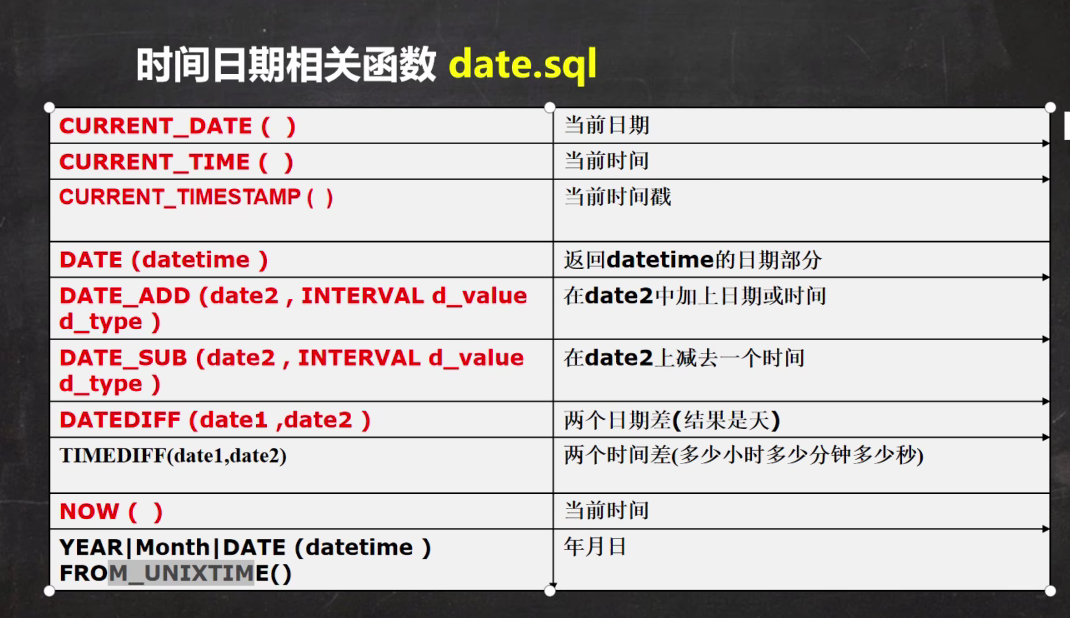 时间日期相关函数 date.sql
CURRENT_DATE ( ) 当前日期
CURRENT_TIME ( ) 当前时间
CURRENT_TIMESTAMP ( ) 当前时间戳
DATE (datetime ) 返回datetime的日期部分
DATE_ADD (date2 , INTERVAL d_value 在date2中加上日期或时间
d_type )
DATE_SUB (date2 , INTERVAL d_value 在date2上减去一个时间
d_type )
DATEDIFF (date1 ,date2 ) 两个日期差(结果是天)
TIMEDIFF(date1,date2) 两个时间差(多少小时多少分钟多少秒)
NOW ( ) 当前时间
YEAR|Month|DATE (datetime ) 年月日
FROM_UNIXTIME()